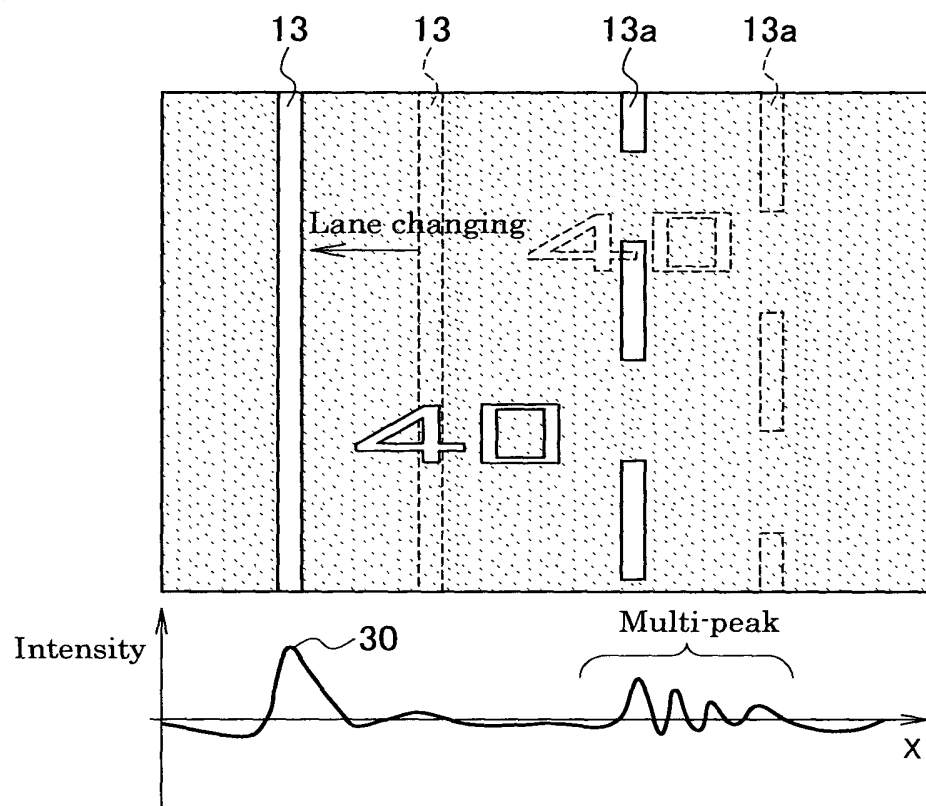 13 13 13a 13a
Lane changing
40
40
Multi-peak
Intensity
30
X